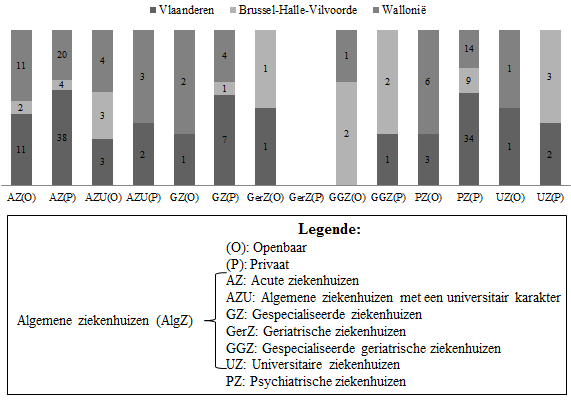 Vlaanderen Brussel-Halle-Vilvoorde Wallonië
11 20 4 3 2 4 1 1 2 6 14 1 3
2 4 3 1 2 9
11 38 3 2 1 7 1 1 3 34 1 2
AZ(O) AZ(P) AZU(O) AZU(P) GZ(O) GZ(P) GerZ(O) GerZ(P) GGZ(O) GGZ(P) PZ(O) PZ(P) UZ(O) UZ(P)
Legende:
(O): Openbaar
(P): Privaat
AZ: Acute ziekenhuizen
AZU: Algemene ziekenhuizen met een universitair karakter
GZ: Gespecialiseerde ziekenhuizen
Algemene ziekenhuizen (AlgZ)
GerZ: Geriatrische ziekenhuizen
GGZ: Gespecialiseerde geriatrische ziekenhuizen
UZ: Universitaire ziekenhuizen
PZ: Psychiatrische ziekenhuizen